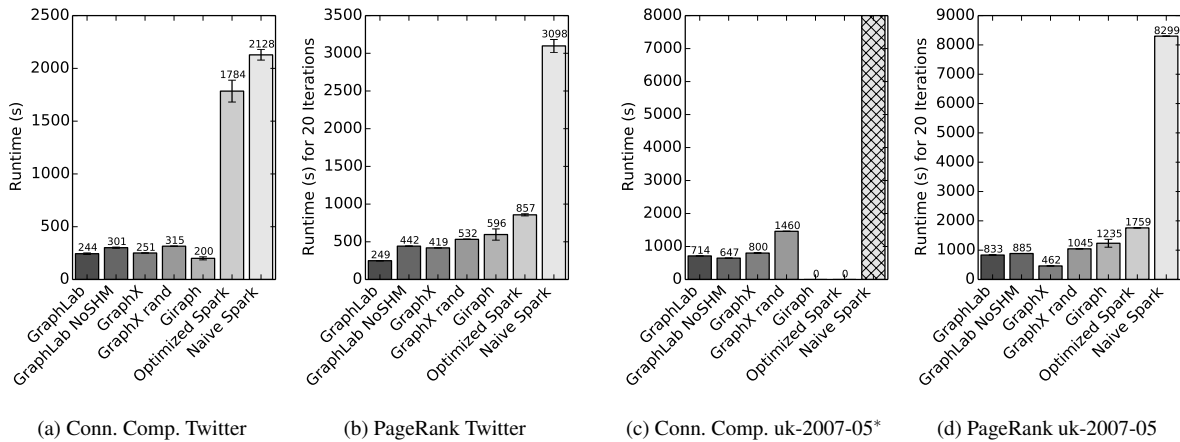 Runtime (s)
2500
2000
1500
1000
500
0
244
301
251
315
200
1784
2128
GraphLab
GraphLab NoSHM
GraphX
GraphX rand
Giraph
Optimized Spark
Naive Spark
(a) Conn. Comp. Twitter
Runtime (s) for 20 Iterations
3500
3000
2500
2000
1500
1000
500
0
249
442
419
532
596
857
3098
GraphLab
GraphLab NoSHM
GraphX
GraphX rand
Giraph
Optimized Spark
Naive Spark
(b) PageRank Twitter
Runtime (s)
8000
7000
6000
5000
4000
3000
2000
1000
0
714
647
800
1460
0
0
GraphLab
GraphLab NoSHM
GraphX
GraphX rand
Giraph
Optimized Spark
Naive Spark
(c) Conn. Comp. uk-2007-05*
Runtime (s) for 20 Iterations
9000
8000
7000
6000
5000
4000
3000
2000
1000
0
833
885
462
1045
1235
1759
8299
GraphLab
GraphLab NoSHM
GraphX
GraphX rand
Giraph
Optimized Spark
Naive Spark
(d) PageRank uk-2007-05